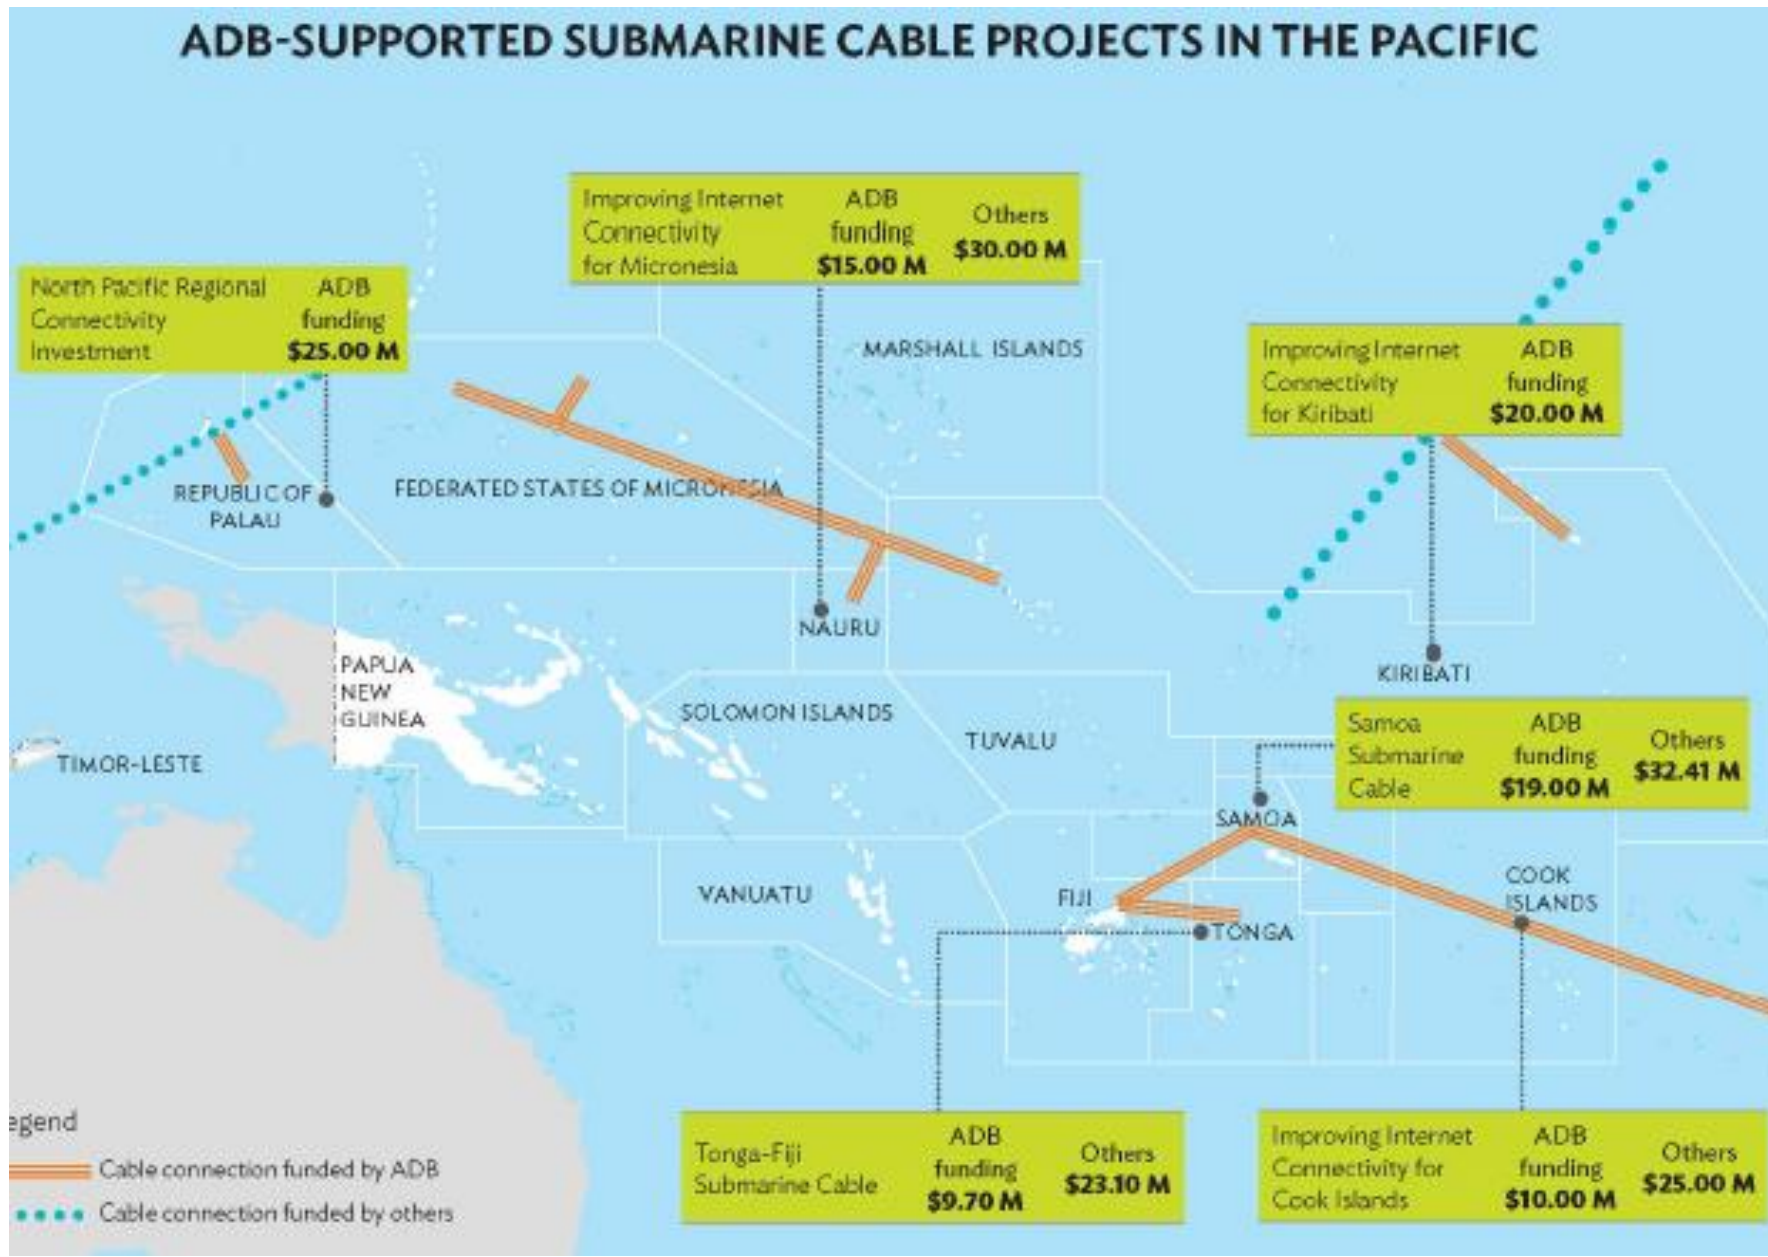 ADB-SUPPORTED SUBMARINE CABLE PROJECTS IN THE PACIFIC
Improving Internet
Connectivity
for Micronesia
ADB
funding
$15.00 M
Others
$30.00 M
North Pacific Regional
Connectivity
Investment
ADB
funding
$25.00 M
MARSHALL ISLANDS
Improving Internet
Connectivity
for Kiribati
ADB
funding
$20.00 M
REPUBLIC OF
PALAU
FEDERATED STATES OF MICRONESIA
NAURU
KIRIBATI
PAPUA
NEW
GUINEA
SOLOMON ISLANDS
TUVALU
TIMOR-LESTE
Samoa
Submarine
Cable
ADB
funding
$19.00 M
Others
$32.41 M
SAMOA
VANUATU
FIJI
COOK
ISLANDS
TONGA
egend
Cable connection funded by ADB
Cable connection funded by others
Tonga-Fiji
Submarine Cable
ADB
funding
$9.70 M
Others
$23.10 M
Improving Internet
Connectivity for
Cook Islands
ADB
funding
$10.00 M
Others
$25.00 M